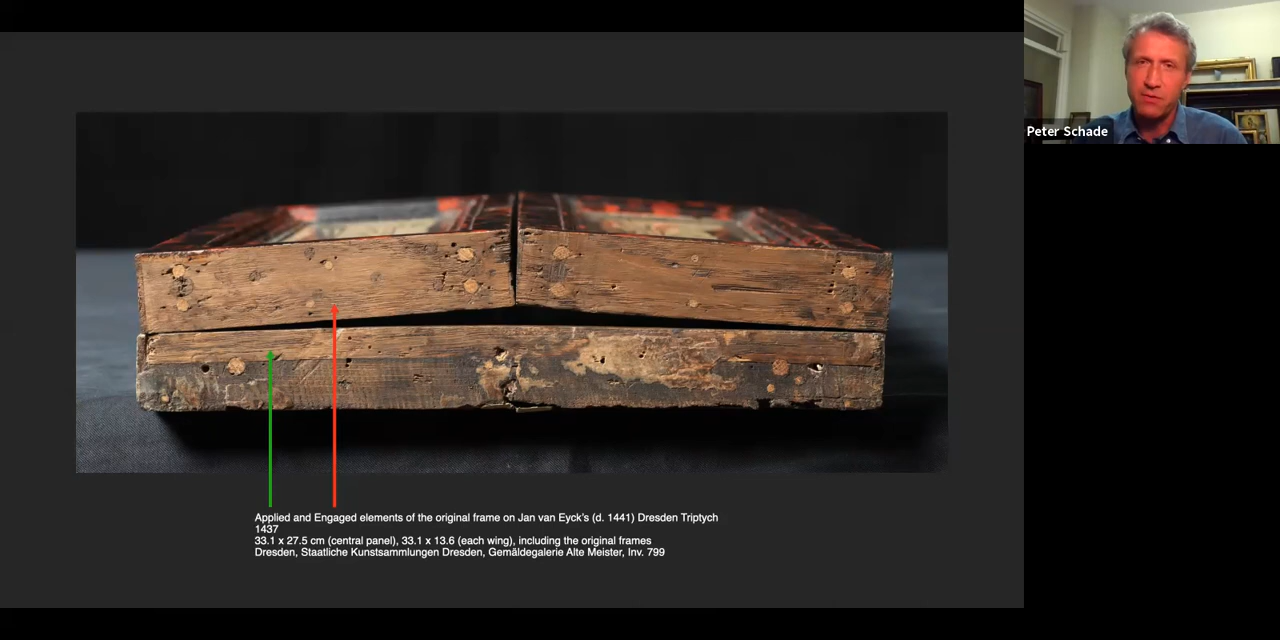 Peter Schade
Applied and Engaged elements of the original frame on Jan van Eyck's (d. 1441) Dresden Triptych
1437
33.1 x 27.5 cm (central panel), 33.1 x 13.6 (each wing), including the original frames
Dresden, Staatliche Kunstsammlungen Dresden, Gemäldegalerie Alte Meister, Inv. 799